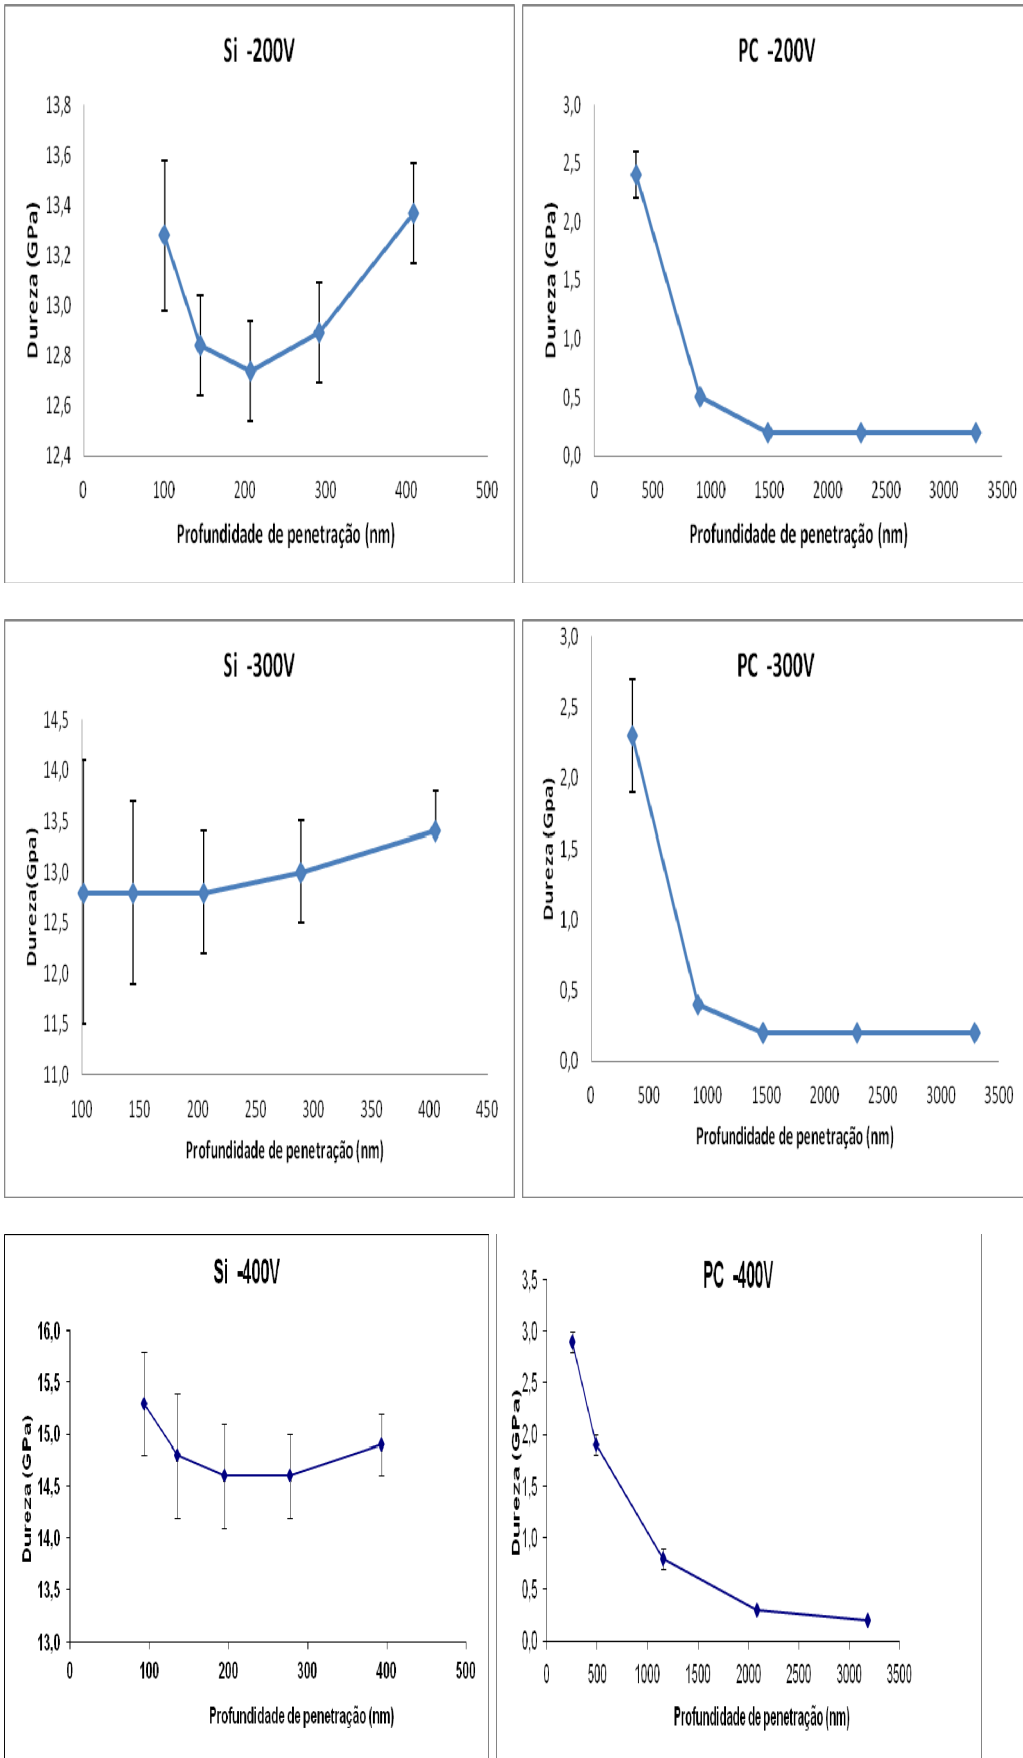 Si -200V
Dureza (GPa)
13,8
13,6
13,4
13,2
13,0
12,8
12,6
12,4
0 100 200 300 400 500
Profundidade de penetração (nm)
PC -200V
Dureza (GPa)
3,0
2,5
2,0
1,5
1,0
0,5
0,0
0 500 1000 1500 2000 2500 3000 3500
Profundidade de penetração (nm)
Si -300V
Dureza(Gpa)
14,5
14,0
13,5
13,0
12,5
12,0
11,5
11,0
100 150 200 250 300 350 400 450
Profundidade de penetração (nm)
PC -300V
Dureza (Gpa)
3,0
2,5
2,0
1,5
1,0
0,5
0,0
0 500 1000 1500 2000 2500 3000 3500
Profundidade de penetração (nm)
Si -400V
Dureza (GPa)
16,0
15,5
15,0
14,5
14,0
13,5
13,0
0 100 200 300 400 500
Profundidade de penetração (nm)
PC -400V
Dureza (GPa)
3,5
3,0
2,5
2,0
1,5
1,0
0,5
0,0
0 500 1000 1500 2000 2500 3000 3500
Profundidade de penetração (nm)